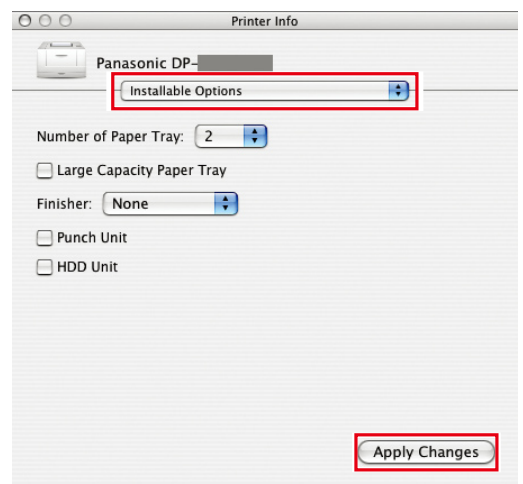 Printer Info
Panasonic DP-
Installable Options
Number of Paper Tray: 2
Large Capacity Paper Tray
Finisher: None
Punch Unit
HDD Unit
Apply Changes